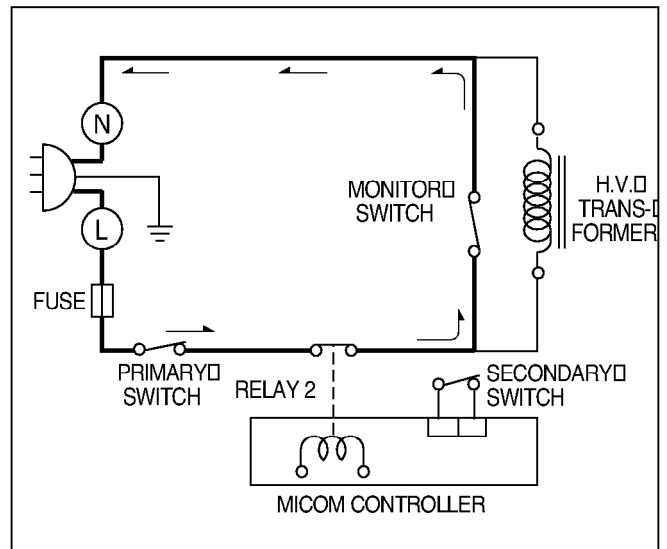 N
MONITOR□
SWITCH
H.V.□
TRANS-□
FORMER
L
FUSE
PRIMARY□
SWITCH
RELAY 2
SECONDARY□
SWITCH
MICOM CONTROLLER